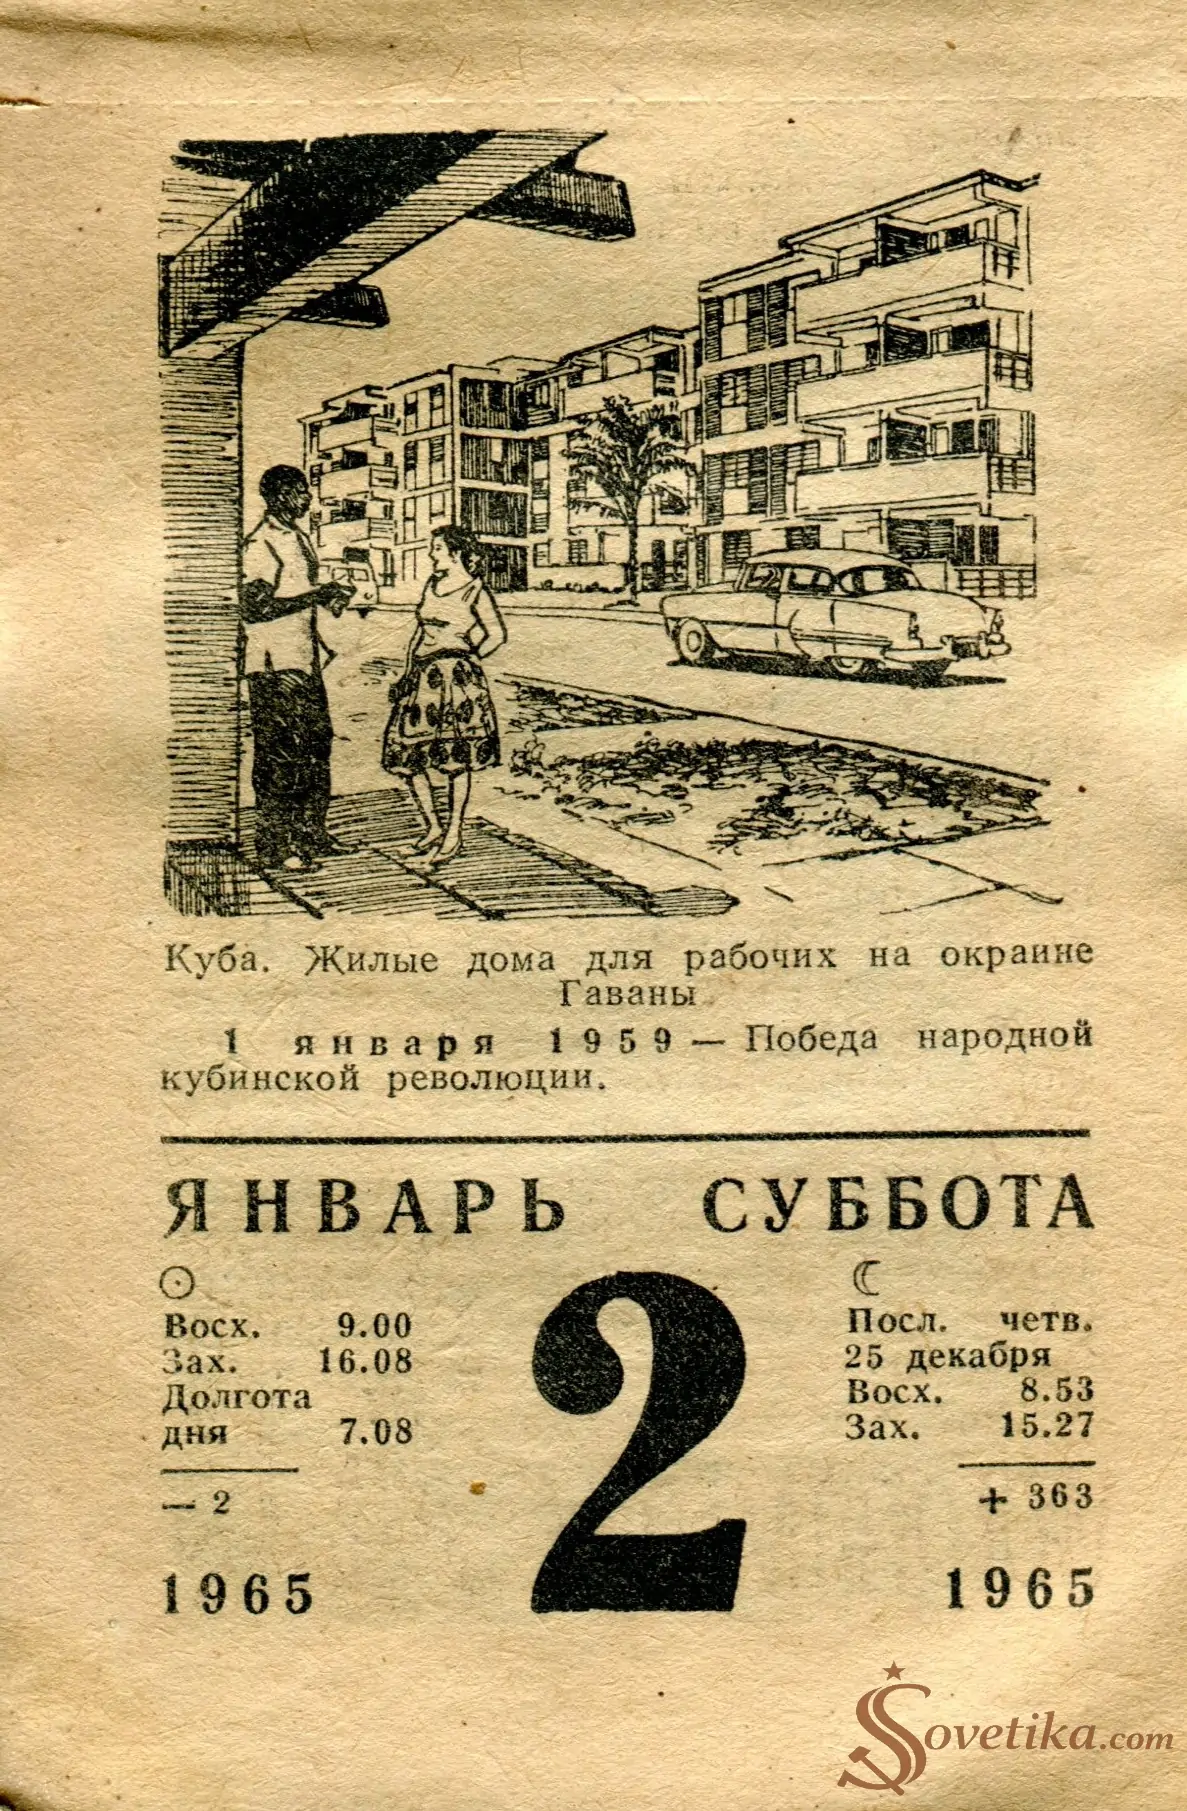 Куба. Жилые дома для рабочих на окраине
Гаваны
1 января 1959 — Победа народной
кубинской революции.
ЯНВАРЬ СУББОТА
Восх. 9.00
Зах. 16.08
Долгота
дня 7.08
— 2
1965
2
☾
Посл. четв.
25 декабря
Восх. 8.53
Зах. 15.27
+ 363
1965
Sovetika.com